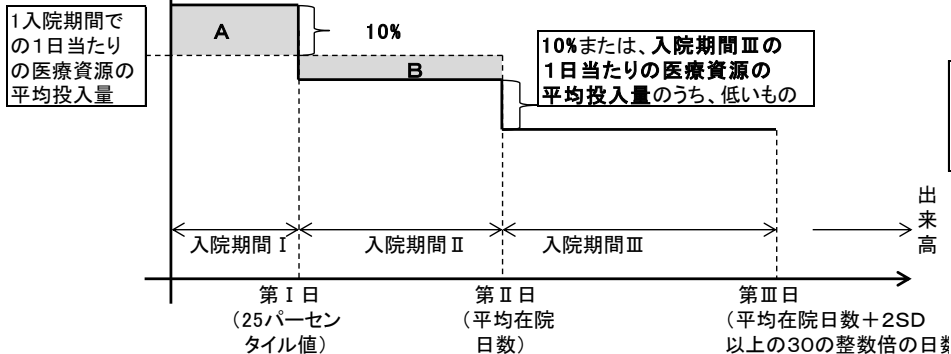 1入院期間で
の1日当たり
の医療資源の
平均投入量
A
10%
B
10%または、入院期間Ⅲの
1日当たりの医療資源の
平均投入量のうち、低いもの
入院期間Ⅰ
入院期間Ⅱ
入院期間Ⅲ
出
来
高
第Ⅰ日
(25パーセン
タイル値)
第Ⅱ日
(平均在院
日数)
第Ⅲ日
(平均在院日数+2SD
以上の30の整数倍の日数